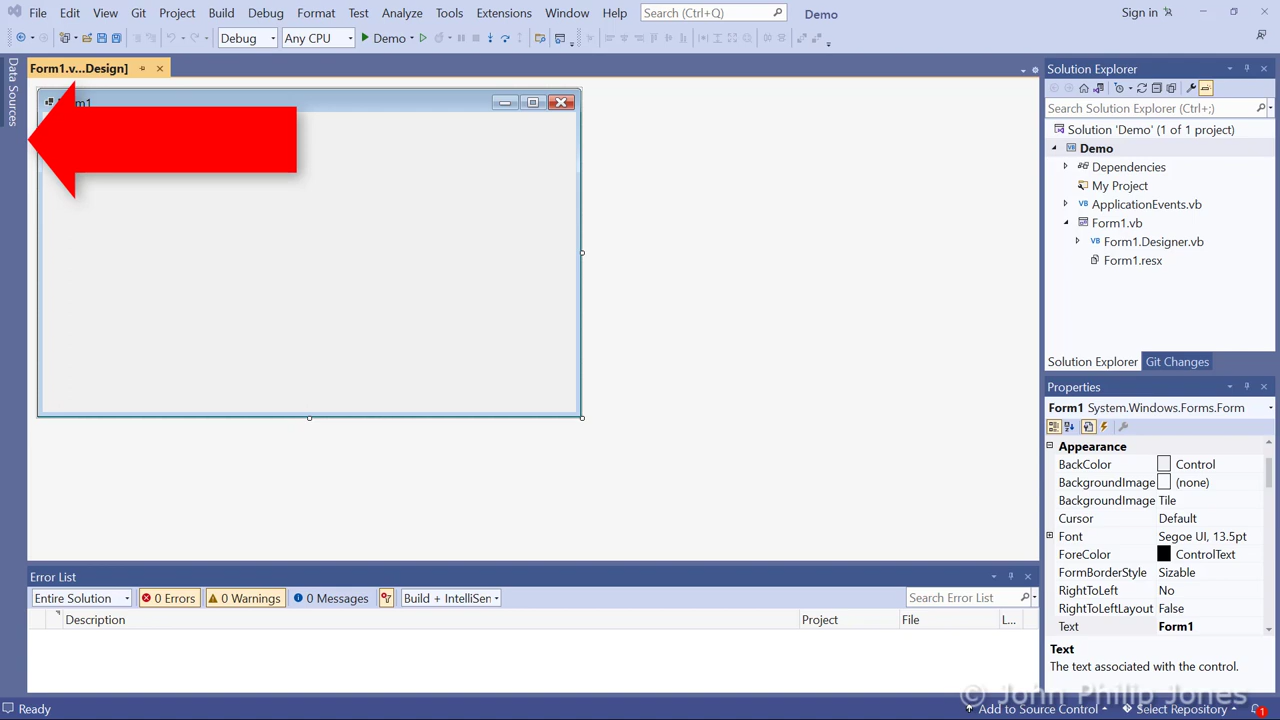 File Edit View Git Project Build Debug Format Test Analyze Tools Extensions Window Help Search (Ctrl+Q) Demo Sign in
Debug Any CPU Demo
Data Sources
Form1.v...Design]
m1
Solution Explorer
Search Solution Explorer (Ctrl+;)
Solution 'Demo' (1 of 1 project)
Demo
Dependencies
My Project
VB ApplicationEvents.vb
Form1.vb
VB Form1.Designer.vb
Form1.resx
Solution Explorer Git Changes
Properties
Form1 System.Windows.Forms.Form
Appearance
BackColor Control
BackgroundImage (none)
BackgroundImage Tile
Cursor Default
Font Segoe UI, 13.5pt
ForeColor ControlText
FormBorderStyle Sizable
RightToLeft No
RightToLeftLayout False
Text Form1
Text
The text associated with the control.
Error List
Entire Solution 0 Errors 0 Warnings 0 Messages Build + IntelliSen Search Error List
Description Project File L...
© John Philip Jones
Ready Add to Source Control Select Repository 1